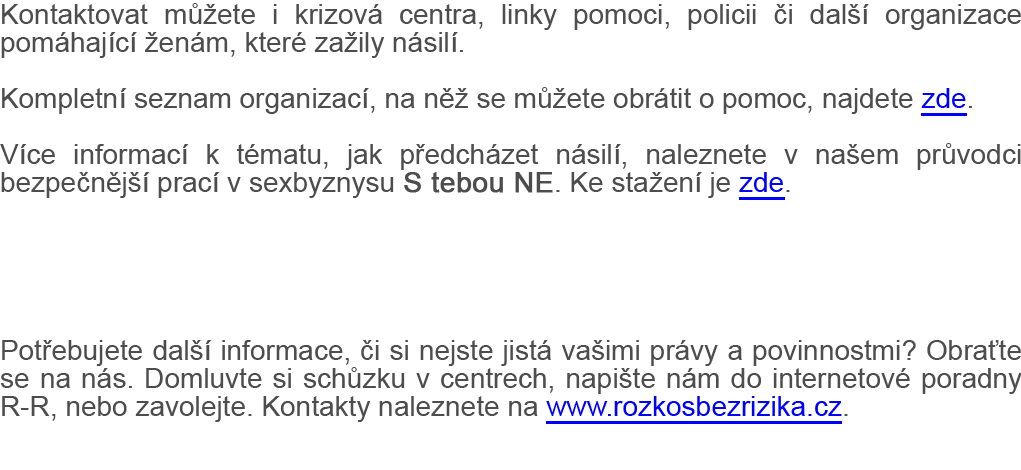 Kontaktovat můžete i krizová centra, linky pomoci, policii či další organizace
pomáhající ženám, které zažily násilí.
Kompletní seznam organizací, na něž se můžete obrátit o pomoc, najdete zde.
Více informací k tématu, jak předcházet násilí, naleznete v našem průvodci
bezpečnější prací v sexbyznysu S tebou NE. Ke stažení je zde.
Potřebujete další informace, či si nejste jistá vašimi právy a povinnostmi? Obraťte
se na nás. Domluvte si schůzku v centrech, napište nám do internetové poradny
R-R, nebo zavolejte. Kontakty naleznete na www.rozkosbezrizika.cz.